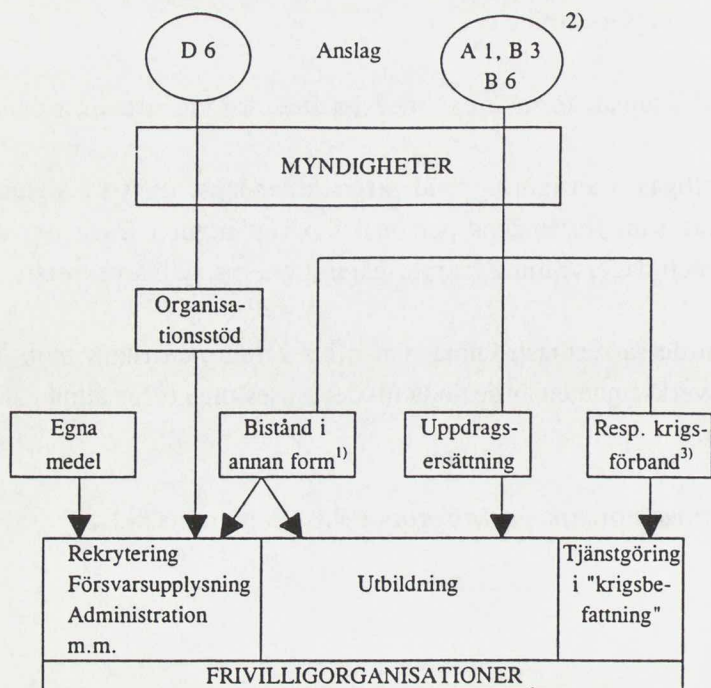 D 6
Anslag
A 1, B 3
B 6
2)
MYNDIGHETER
Organisa-
tionsstöd
Egna
medel
Bistånd i
annan form1)
Uppdrags-
ersättning
Resp. krigs-
förband3)
Rekrytering
Försvarsupplysning
Administration
m.m.
Utbildning
Tjänstgöring
i "krigsbe-
fattning"
FRIVILLIGORGANISATIONER